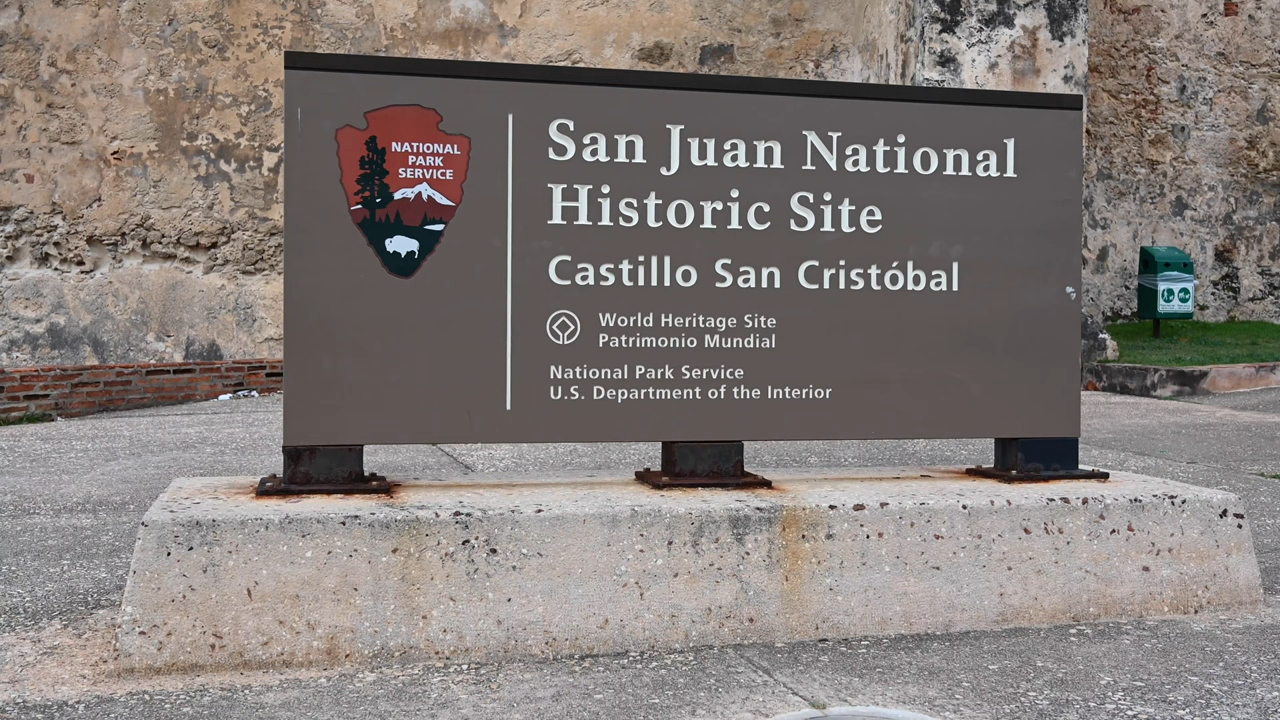 NATIONAL
PARK
SERVICE
San Juan National
Historic Site
Castillo San Cristóbal
World Heritage Site
Patrimonio Mundial
National Park Service
U.S. Department of the Interior